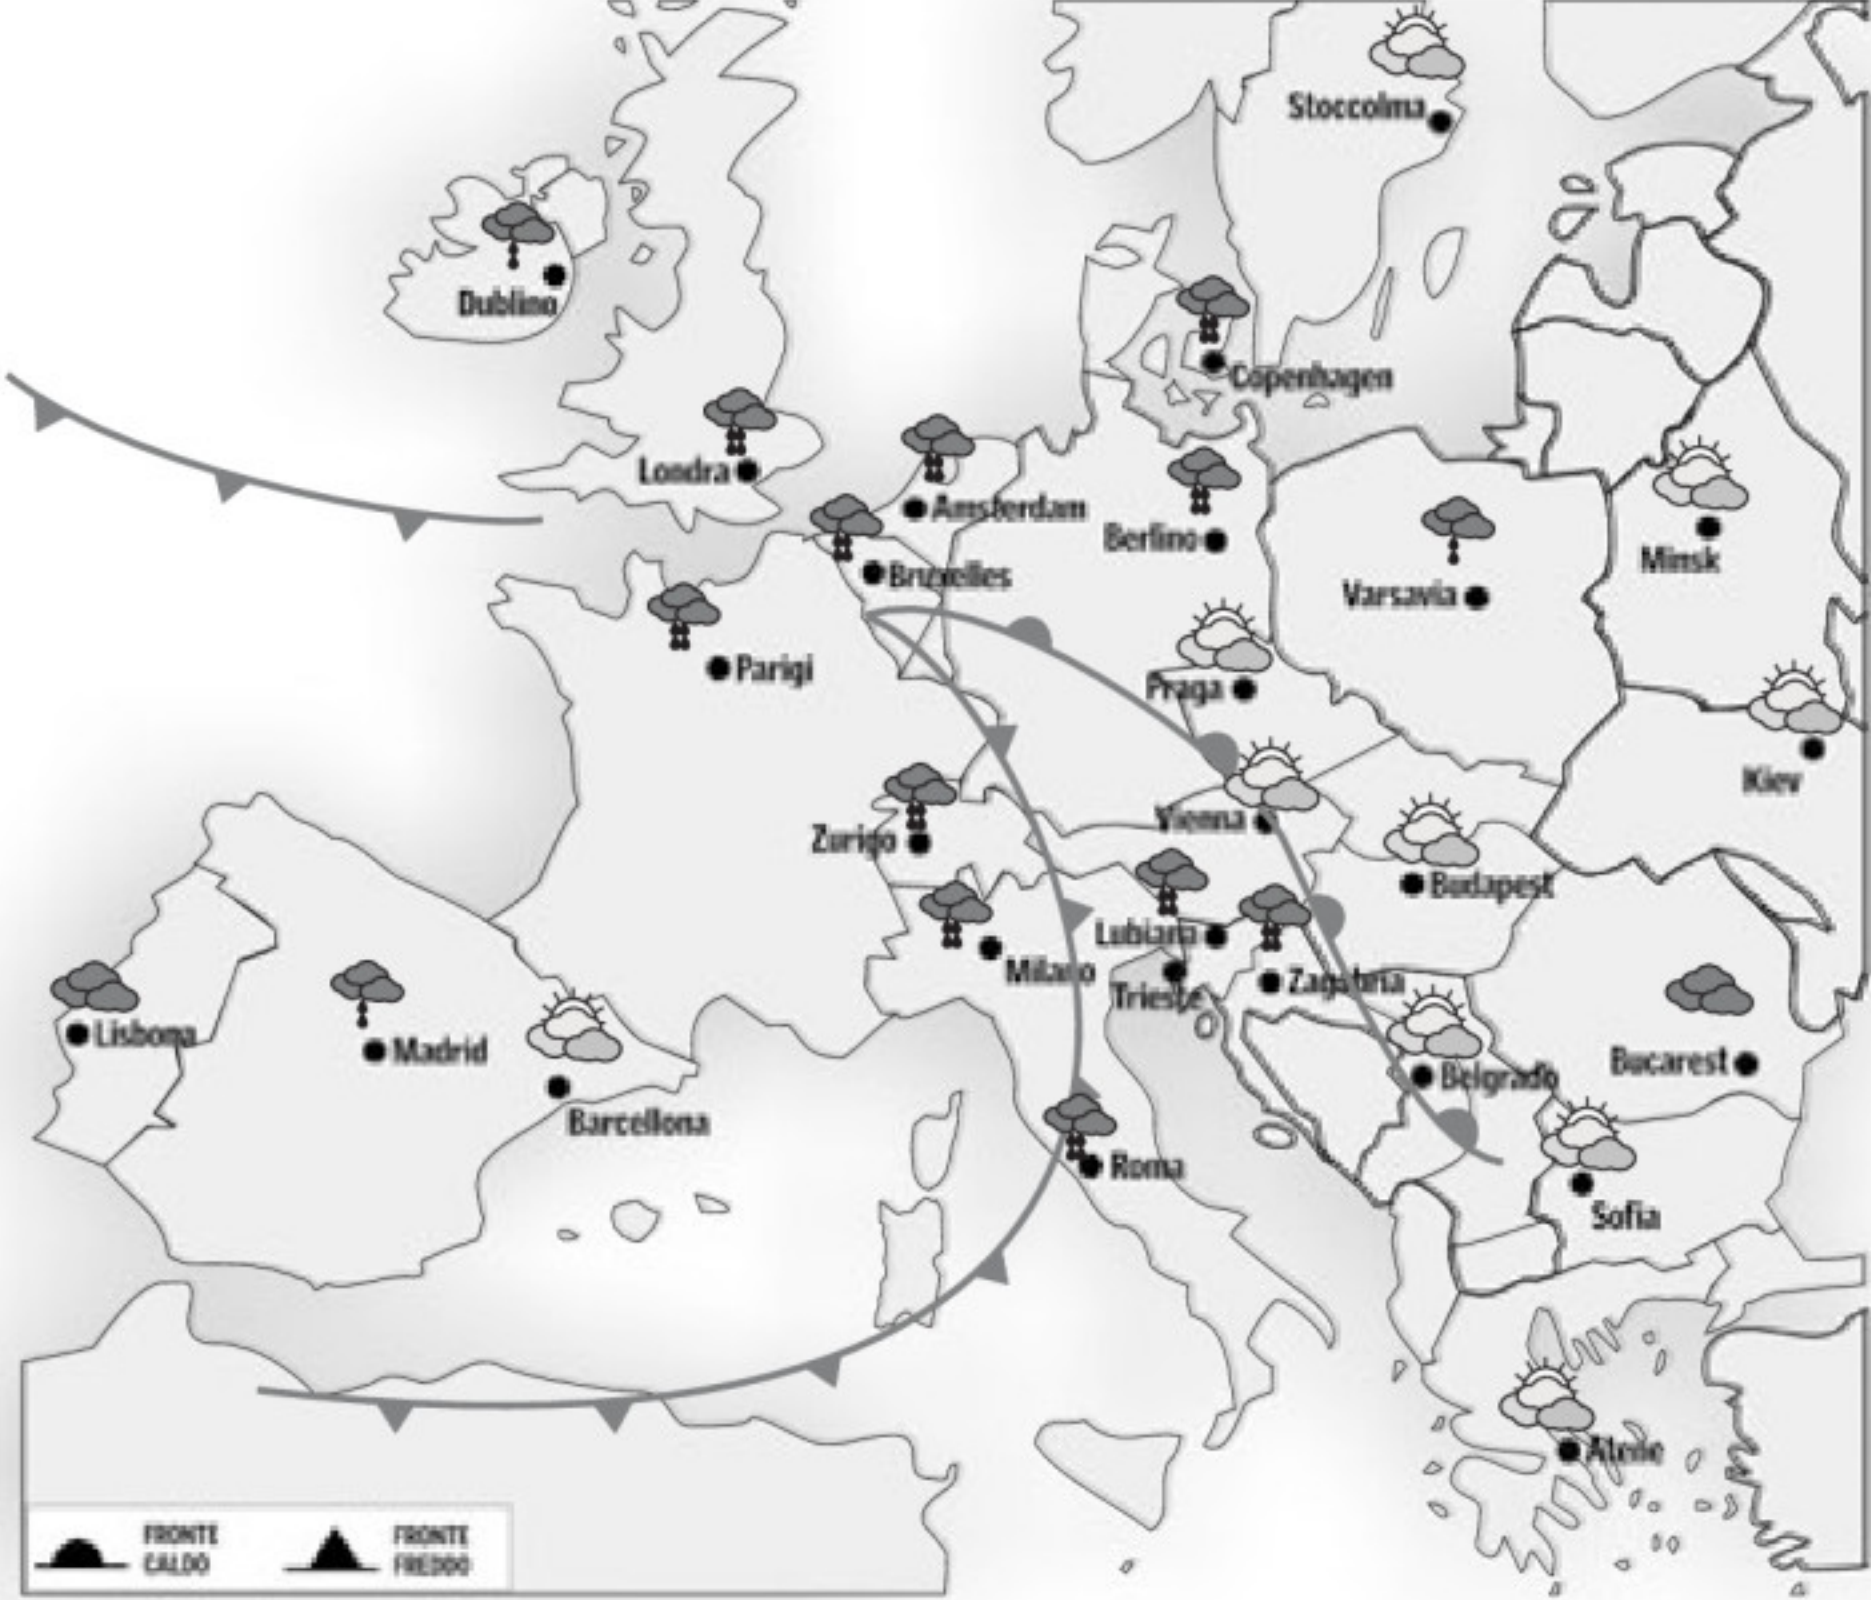 Stoccolma
Dublino
Copenhagen
Londra
Amsterdam
Berlino
Minsk
Bruxelles
Varsavia
Parigi
Praga
Kiev
Vienna
Zurigo
Budapest
Lubiana
Milano
Zagabria
Trieste
Lisbona
Madrid
Belgrado
Bucarest
Barcellona
Roma
Sofia
Atene
FRONTE
CALDO
FRONTE
FREDDO